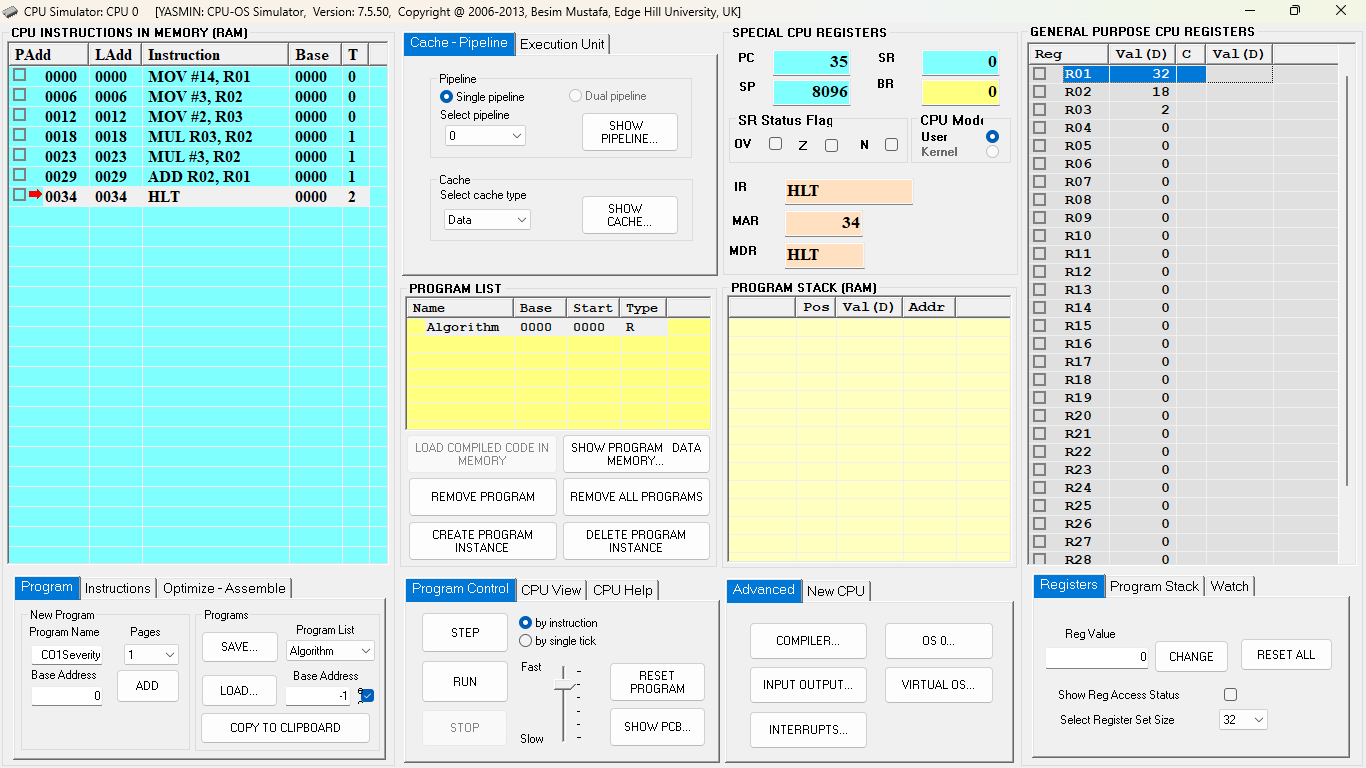 CPU Simulator: CPU 0 [YASMIN: CPU-OS Simulator, Version: 7.5.50, Copyright @ 2006-2013, Besim Mustafa, Edge Hill University, UK]
CPU INSTRUCTIONS IN MEMORY (RAM)
PAdd LAdd Instruction Base T
0000 0000 MOV #14, R01 0000 0
0006 0006 MOV #3, R02 0000 0
0012 0012 MOV #2, R03 0000 0
0018 0018 MUL R03, R02 0000 1
0023 0023 MUL #3, R02 0000 1
0029 0029 ADD R02, R01 0000 1
0034 0034 HLT 0000 2
Program Instructions Optimize - Assemble
New Program
Program Name Pages
CO1Severity 1
Base Address
0 ADD
Programs
SAVE... Program List
Algorithm
LOAD... Base Address
-1
COPY TO CLIPBOARD
Cache - Pipeline Execution Unit
Pipeline
Single pipeline Dual pipeline
Select pipeline
0 SHOW
PIPELINE...
Cache
Select cache type
Data SHOW
CACHE...
PROGRAM LIST
Name Base Start Type
Algorithm 0000 0000 R
LOAD COMPILED CODE IN
MEMORY
SHOW PROGRAM DATA
MEMORY...
REMOVE PROGRAM REMOVE ALL PROGRAMS
CREATE PROGRAM
INSTANCE
DELETE PROGRAM
INSTANCE
Program Control CPU View CPU Help
STEP by instruction
by single tick
RUN Fast
RESET
PROGRAM
STOP Slow SHOW PCB...
SPECIAL CPU REGISTERS
PC 35 SR 0
SP 8096 BR 0
SR Status Flag
OV Z N
CPU Mode
User
Kernel
IR HLT
MAR 34
MDR HLT
PROGRAM STACK (RAM)
Pos Val(D) Addr
Advanced New CPU
COMPILER... OS 0...
INPUT OUTPUT... VIRTUAL OS...
INTERRUPTS...
GENERAL PURPOSE CPU REGISTERS
Reg Val(D) C Val(D)
R01 32
R02 18
R03 2
R04 0
R05 0
R06 0
R07 0
R08 0
R09 0
R10 0
R11 0
R12 0
R13 0
R14 0
R15 0
R16 0
R17 0
R18 0
R19 0
R20 0
R21 0
R22 0
R23 0
R24 0
R25 0
R26 0
R27 0
R28 0
Registers Program Stack Watch
Reg Value
0 CHANGE RESET ALL
Show Reg Access Status
Select Register Set Size 32